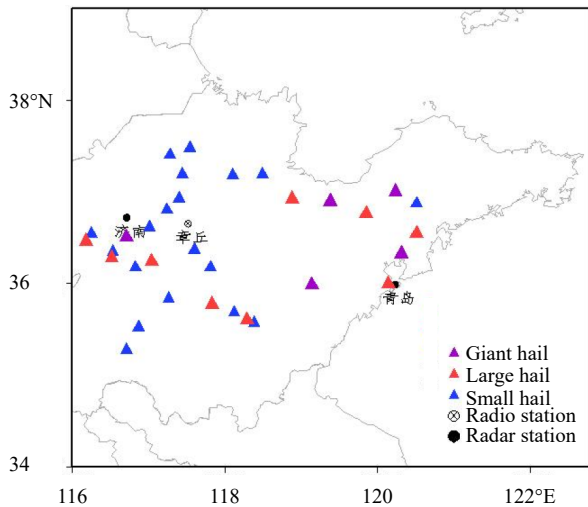 38°N
济南
章丘
36
青岛
Giant hail
Large hail
Small hail
Radio station
Radar station
34
116
118
120
122°E